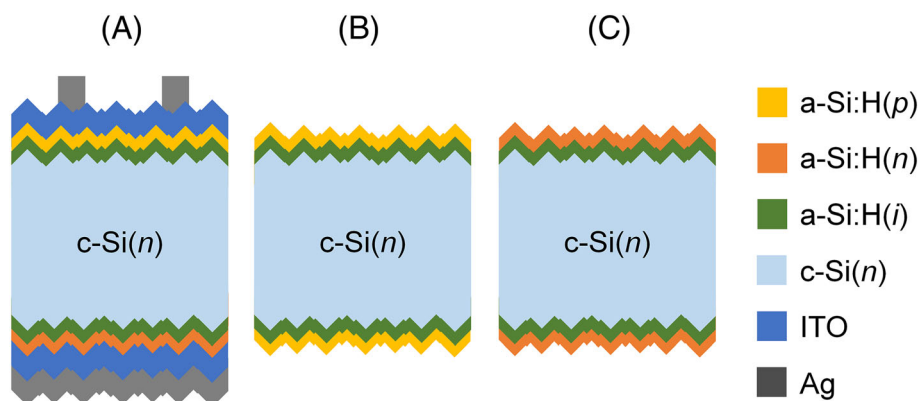 (A) (B) (C)
a-Si:H(p)
a-Si:H(n)
a-Si:H(i)
c-Si(n) c-Si(n) c-Si(n) c-Si(n)
ITO
Ag